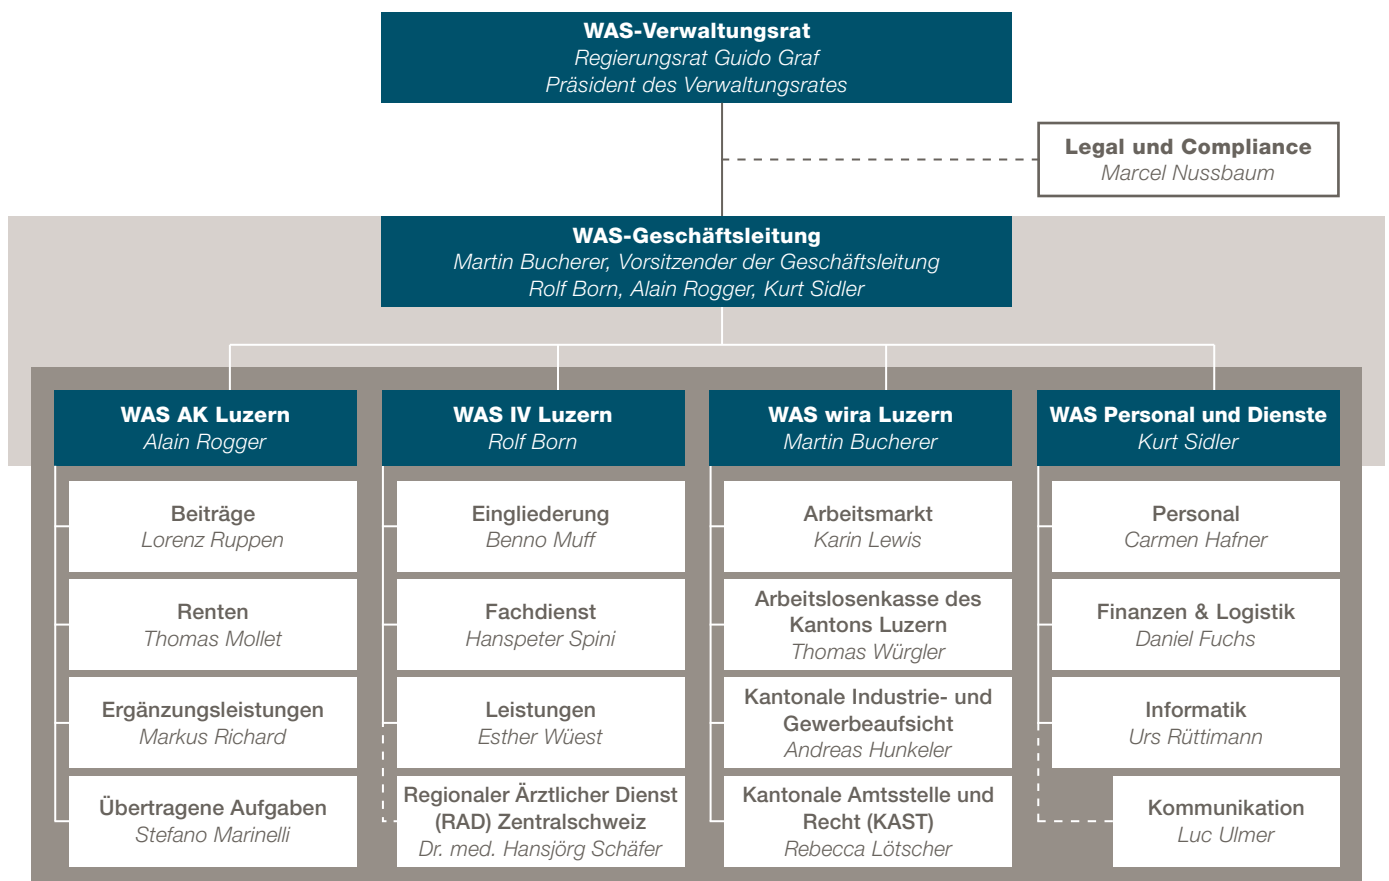 WAS-Verwaltungsrat
Regierungsrat Guido Graf
Präsident des Verwaltungsrates
Legal und Compliance
Marcel Nussbaum
WAS-Geschäftsleitung
Martin Bucherer, Vorsitzender der Geschäftsleitung
Rolf Born, Alain Rogger, Kurt Sidler
WAS AK Luzern
Alain Rogger
Beiträge
Lorenz Ruppen
Renten
Thomas Mollet
Ergänzungsleistungen
Markus Richard
Übertragene Aufgaben
Stefano Marinelli
WAS IV Luzern
Rolf Born
Eingliederung
Benno Muff
Fachdienst
Hanspeter Spini
Leistungen
Esther Wüest
Regionaler Ärztlicher Dienst
(RAD) Zentralschweiz
Dr. med. Hansjörg Schäfer
WAS wira Luzern
Martin Bucherer
Arbeitsmarkt
Karin Lewis
Arbeitslosenkasse des
Kantons Luzern
Thomas Würgler
Kantonale Industrie- und
Gewerbeaufsicht
Andreas Hunkeler
Kantonale Amtsstelle und
Recht (KAST)
Rebecca Lötscher
WAS Personal und Dienste
Kurt Sidler
Personal
Carmen Hafner
Finanzen & Logistik
Daniel Fuchs
Informatik
Urs Rüttimann
Kommunikation
Luc Ulmer